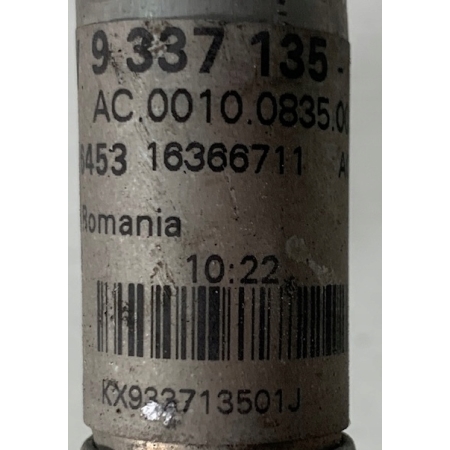 9 337 135 -
AC.0010.0835.0
6453 16366711 A
Romania
10:22
KX933713501J